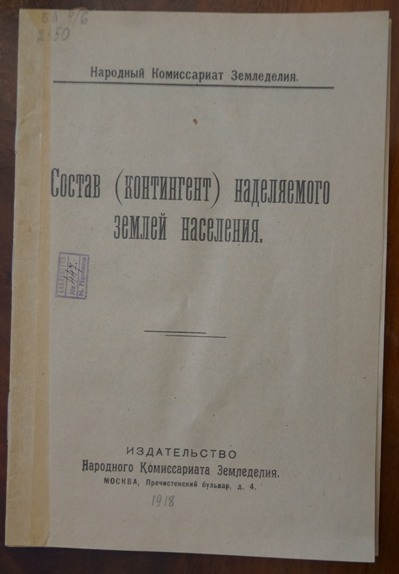 Народный Комиссариат Земледелия.
Состав (контингент) наделяемого
землей населения.
ИЗДАТЕЛЬСТВО
Народного Комиссариата Земледелия.
МОСКВА, Пречистенский бульвар, д. 4.
1918